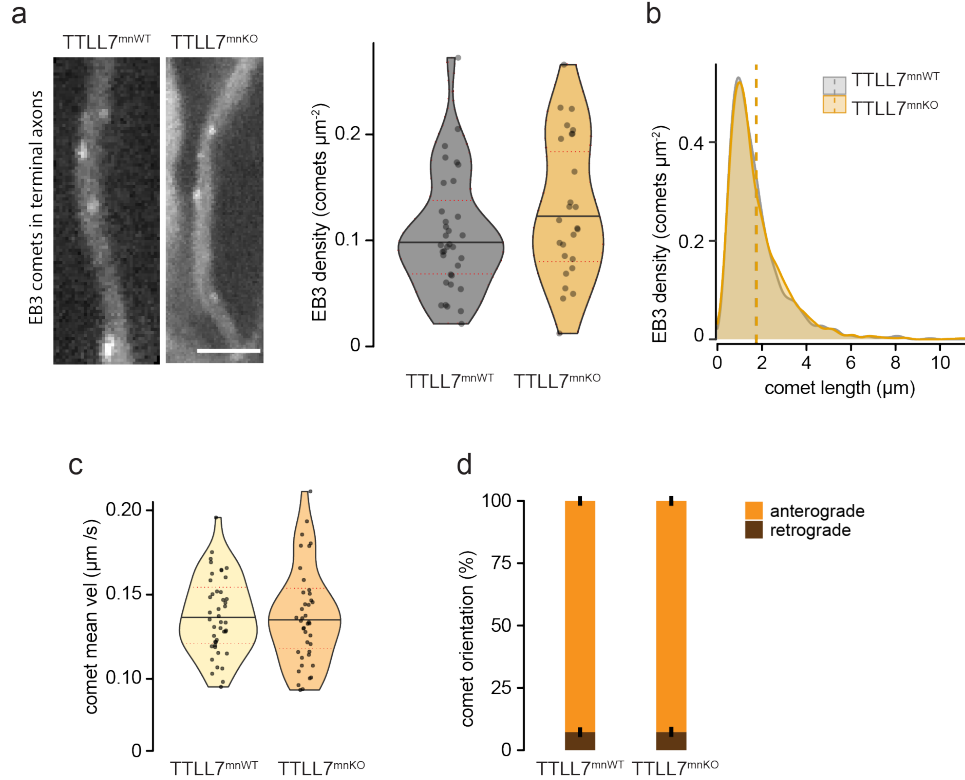 a
TTLL7mnWT
TTLL7mnKO
EB3 comets in terminal axons
EB3 density (comets µm-2)
0.2
0.1
0
TTLL7mnWT
TTLL7mnKO
b
TTLL7mnWT
TTLL7mnKO
EB3 density (comets µm-2)
0.4
0.2
0
0
2
4
6
8
10
comet length (µm)
c
comet mean vel (µm /s)
0.20
0.15
0.10
0
TTLL7mnWT
TTLL7mnKO
d
comet orientation (%)
100
75
50
25
0
TTLL7mnWT
TTLL7mnKO
anterograde
retrograde